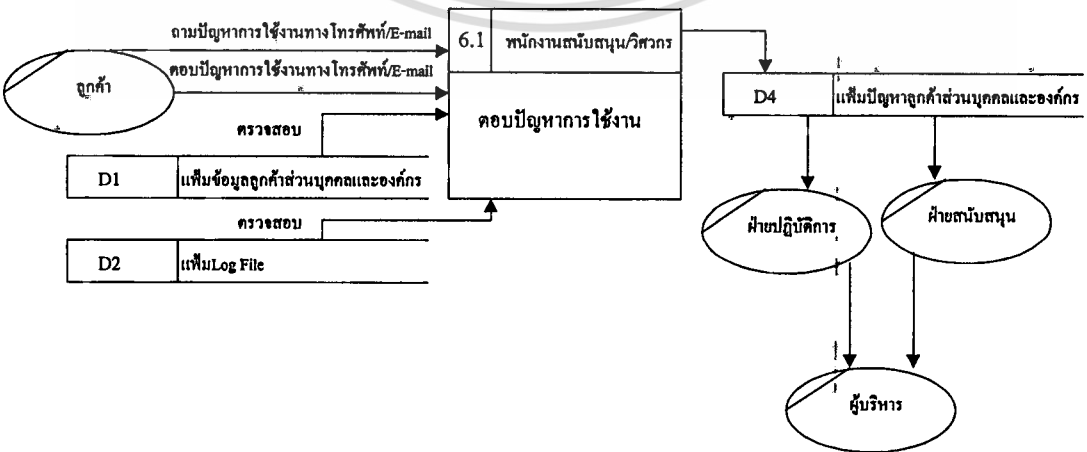 ถามปัญหาการใช้งานทางโทรศัพท์/E-mail
6.1 พนักงานสนับสนุน/วิศวกร
ตอบปัญหาการใช้งานทางโทรศัพท์/E-mail
ลูกค้า
D4 แฟ้มปัญหาลูกค้าส่วนบุคคลและองค์กร
ตอบปัญหาการใช้งาน
ตรวจสอบ
D1 แฟ้มข้อมูลลูกค้าส่วนบุคคลและองค์กร
ตรวจสอบ
ฝ่ายปฏิบัติการ
ฝ่ายสนับสนุน
D2 แฟ้มLog File
ผู้บริหาร